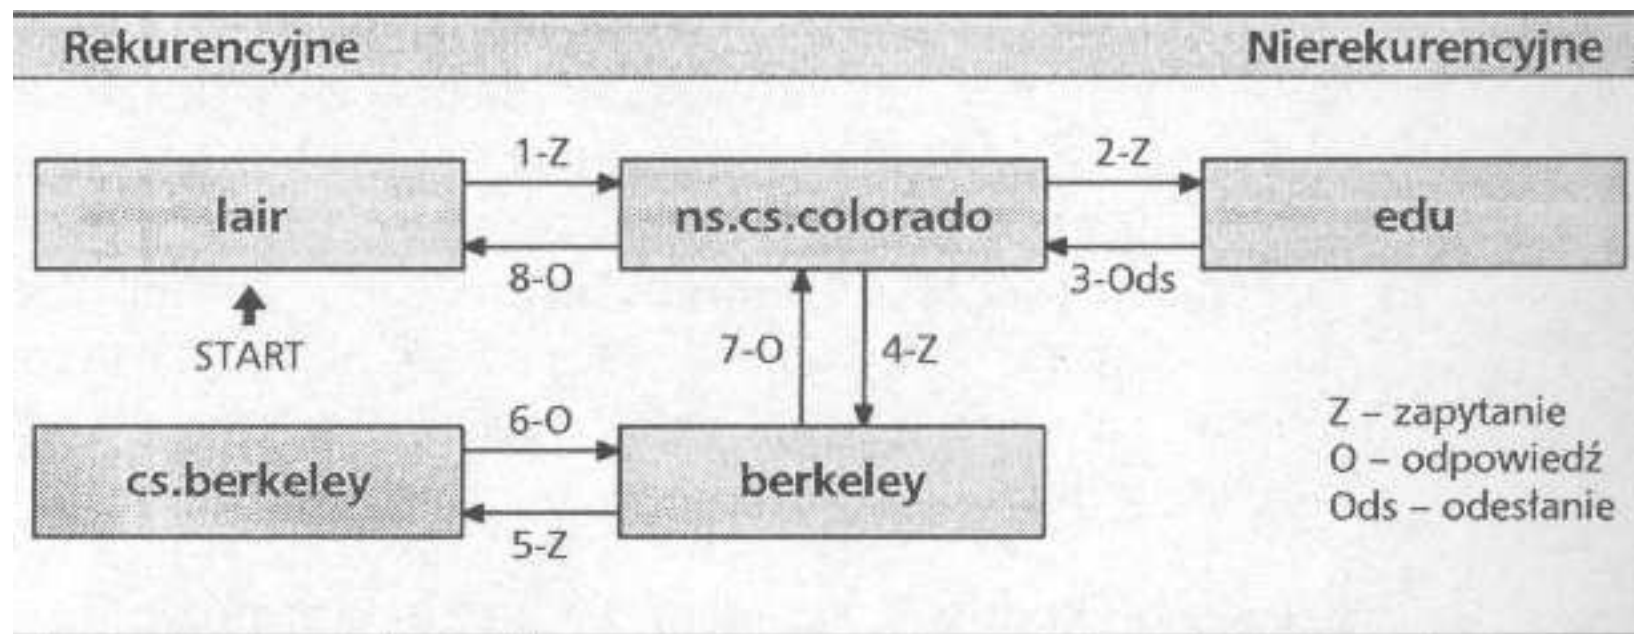 Rekurencyjne
Nierekurencyjne
1-Z
2-Z
lair
ns.cs.colorado
edu
8-O
3-Ods
START
7-O
4-Z
6-O
cs.berkeley
berkeley
5-Z
Z – zapytanie
O – odpowiedź
Ods – odesłanie